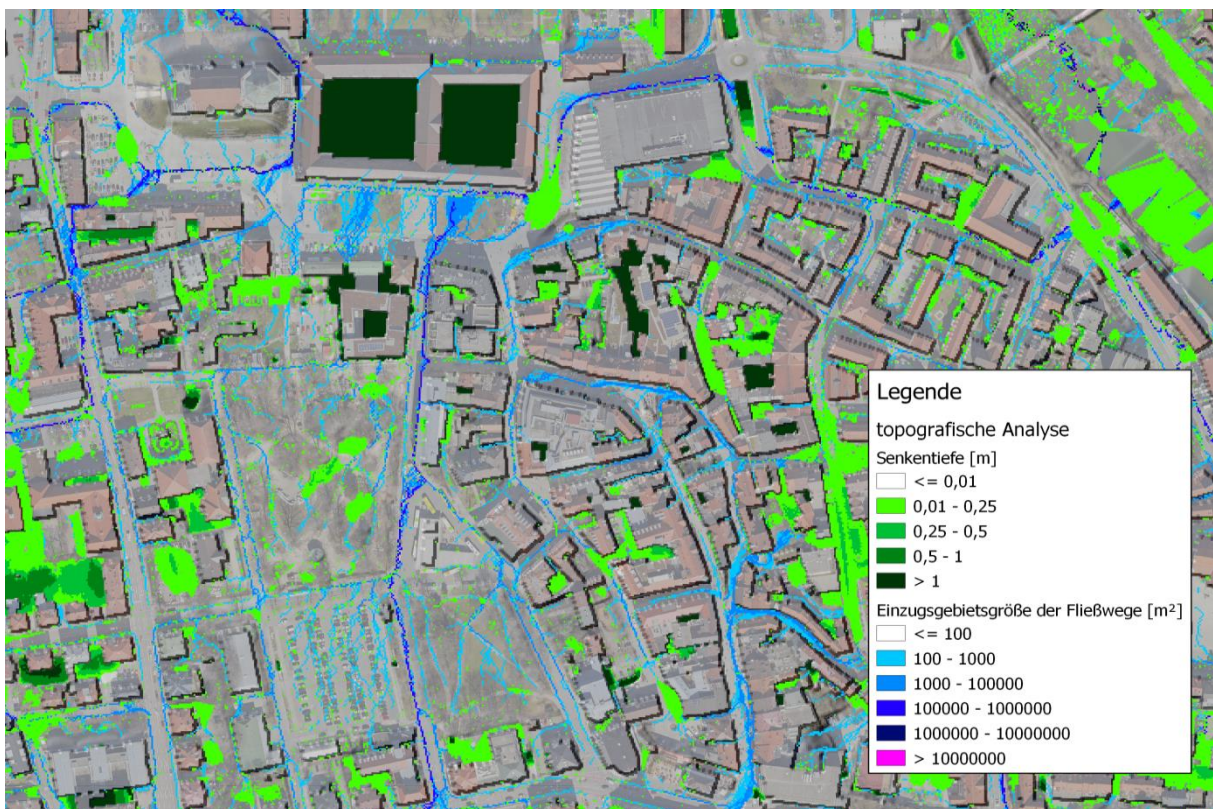 Legende
topografische Analyse
Senkentiefe [m]
<= 0,01
0,01 - 0,25
0,25 - 0,5
0,5 - 1
> 1
Einzugsgebietsgröße der Fließwege [m²]
<= 100
100 - 1000
1000 - 100000
100000 - 1000000
1000000 - 10000000
> 10000000